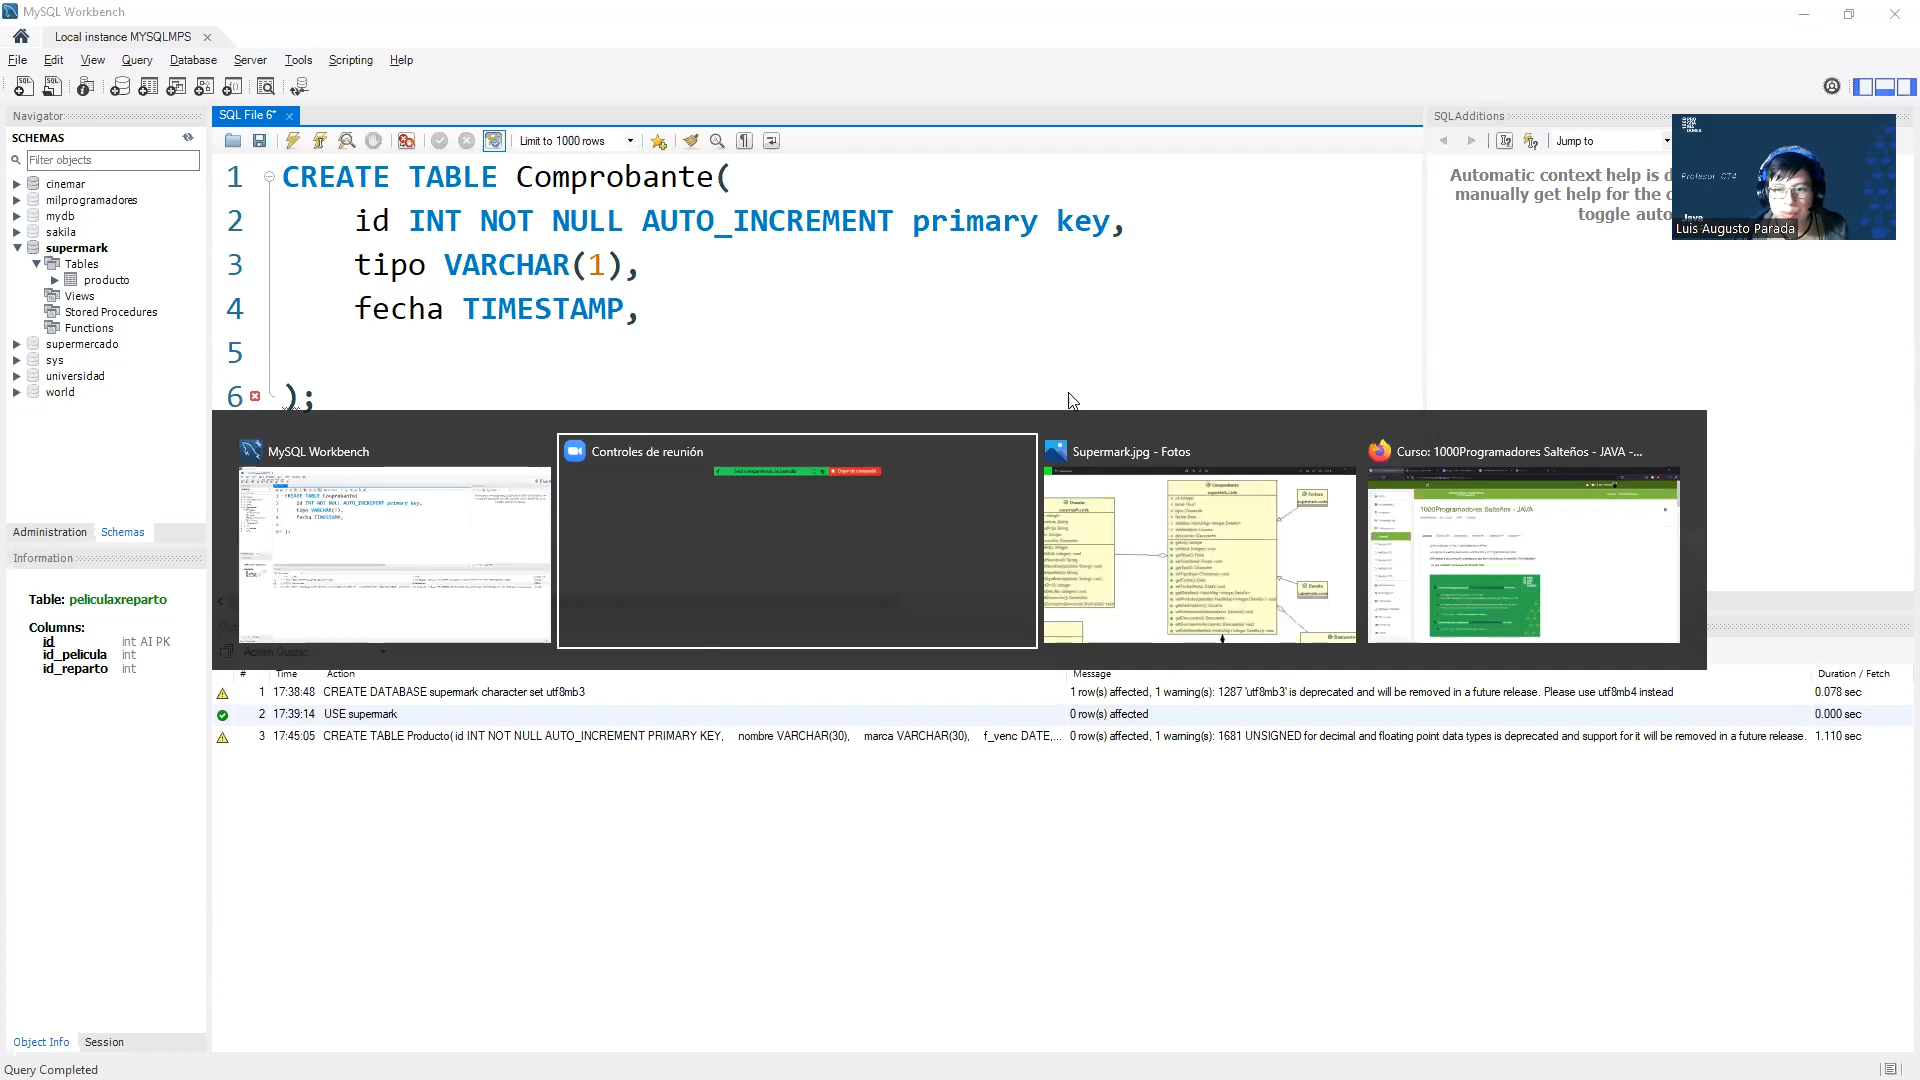 MySQL Workbench
Local instance MYSQLMPS
File Edit View Query Database Server Tools Scripting Help
Navigator
SCHEMAS
Filter objects
cinemar
milprogramadores
mydb
sakila
supermark
Tables
producto
Views
Stored Procedures
Functions
supermercado
sys
universidad
world
Administration Schemas
Information
Table: peliculaxreparto
Columns:
id int AI PK
id_pelicula int
id_reparto int
Object Info Session
Query Completed
SQL File 6*
Limit to 1000 rows
1 CREATE TABLE Comprobante(
2 id INT NOT NULL AUTO_INCREMENT primary key,
3 tipo VARCHAR(1),
4 fecha TIMESTAMP,
5
6 );
SQLAdditions
Jump to
Automatic context help is d
manually get help for the c
toggle auto
Profesor CT4
Java
Luis Augusto Parada
MySQL Workbench
Controles de reunión
Supermark.jpg - Fotos
Curso: 1000Programadores Salteños - JAVA -...
1000Programadores Salteños - JAVA
Action Output
# Time Action Message Duration / Fetch
1 17:38:48 CREATE DATABASE supermark character set utf8mb3 1 row(s) affected, 1 warning(s): 1287 'utf8mb3' is deprecated and will be removed in a future release. Please use utf8mb4 instead 0.078 sec
2 17:39:14 USE supermark 0 row(s) affected 0.000 sec
3 17:45:05 CREATE TABLE Producto( id INT NOT NULL AUTO_INCREMENT PRIMARY KEY, nombre VARCHAR(30), marca VARCHAR(30), f_venc DATE,... 0 row(s) affected, 1 warning(s): 1681 UNSIGNED for decimal and floating point data types is deprecated and support for it will be removed in a future release. 1.110 sec